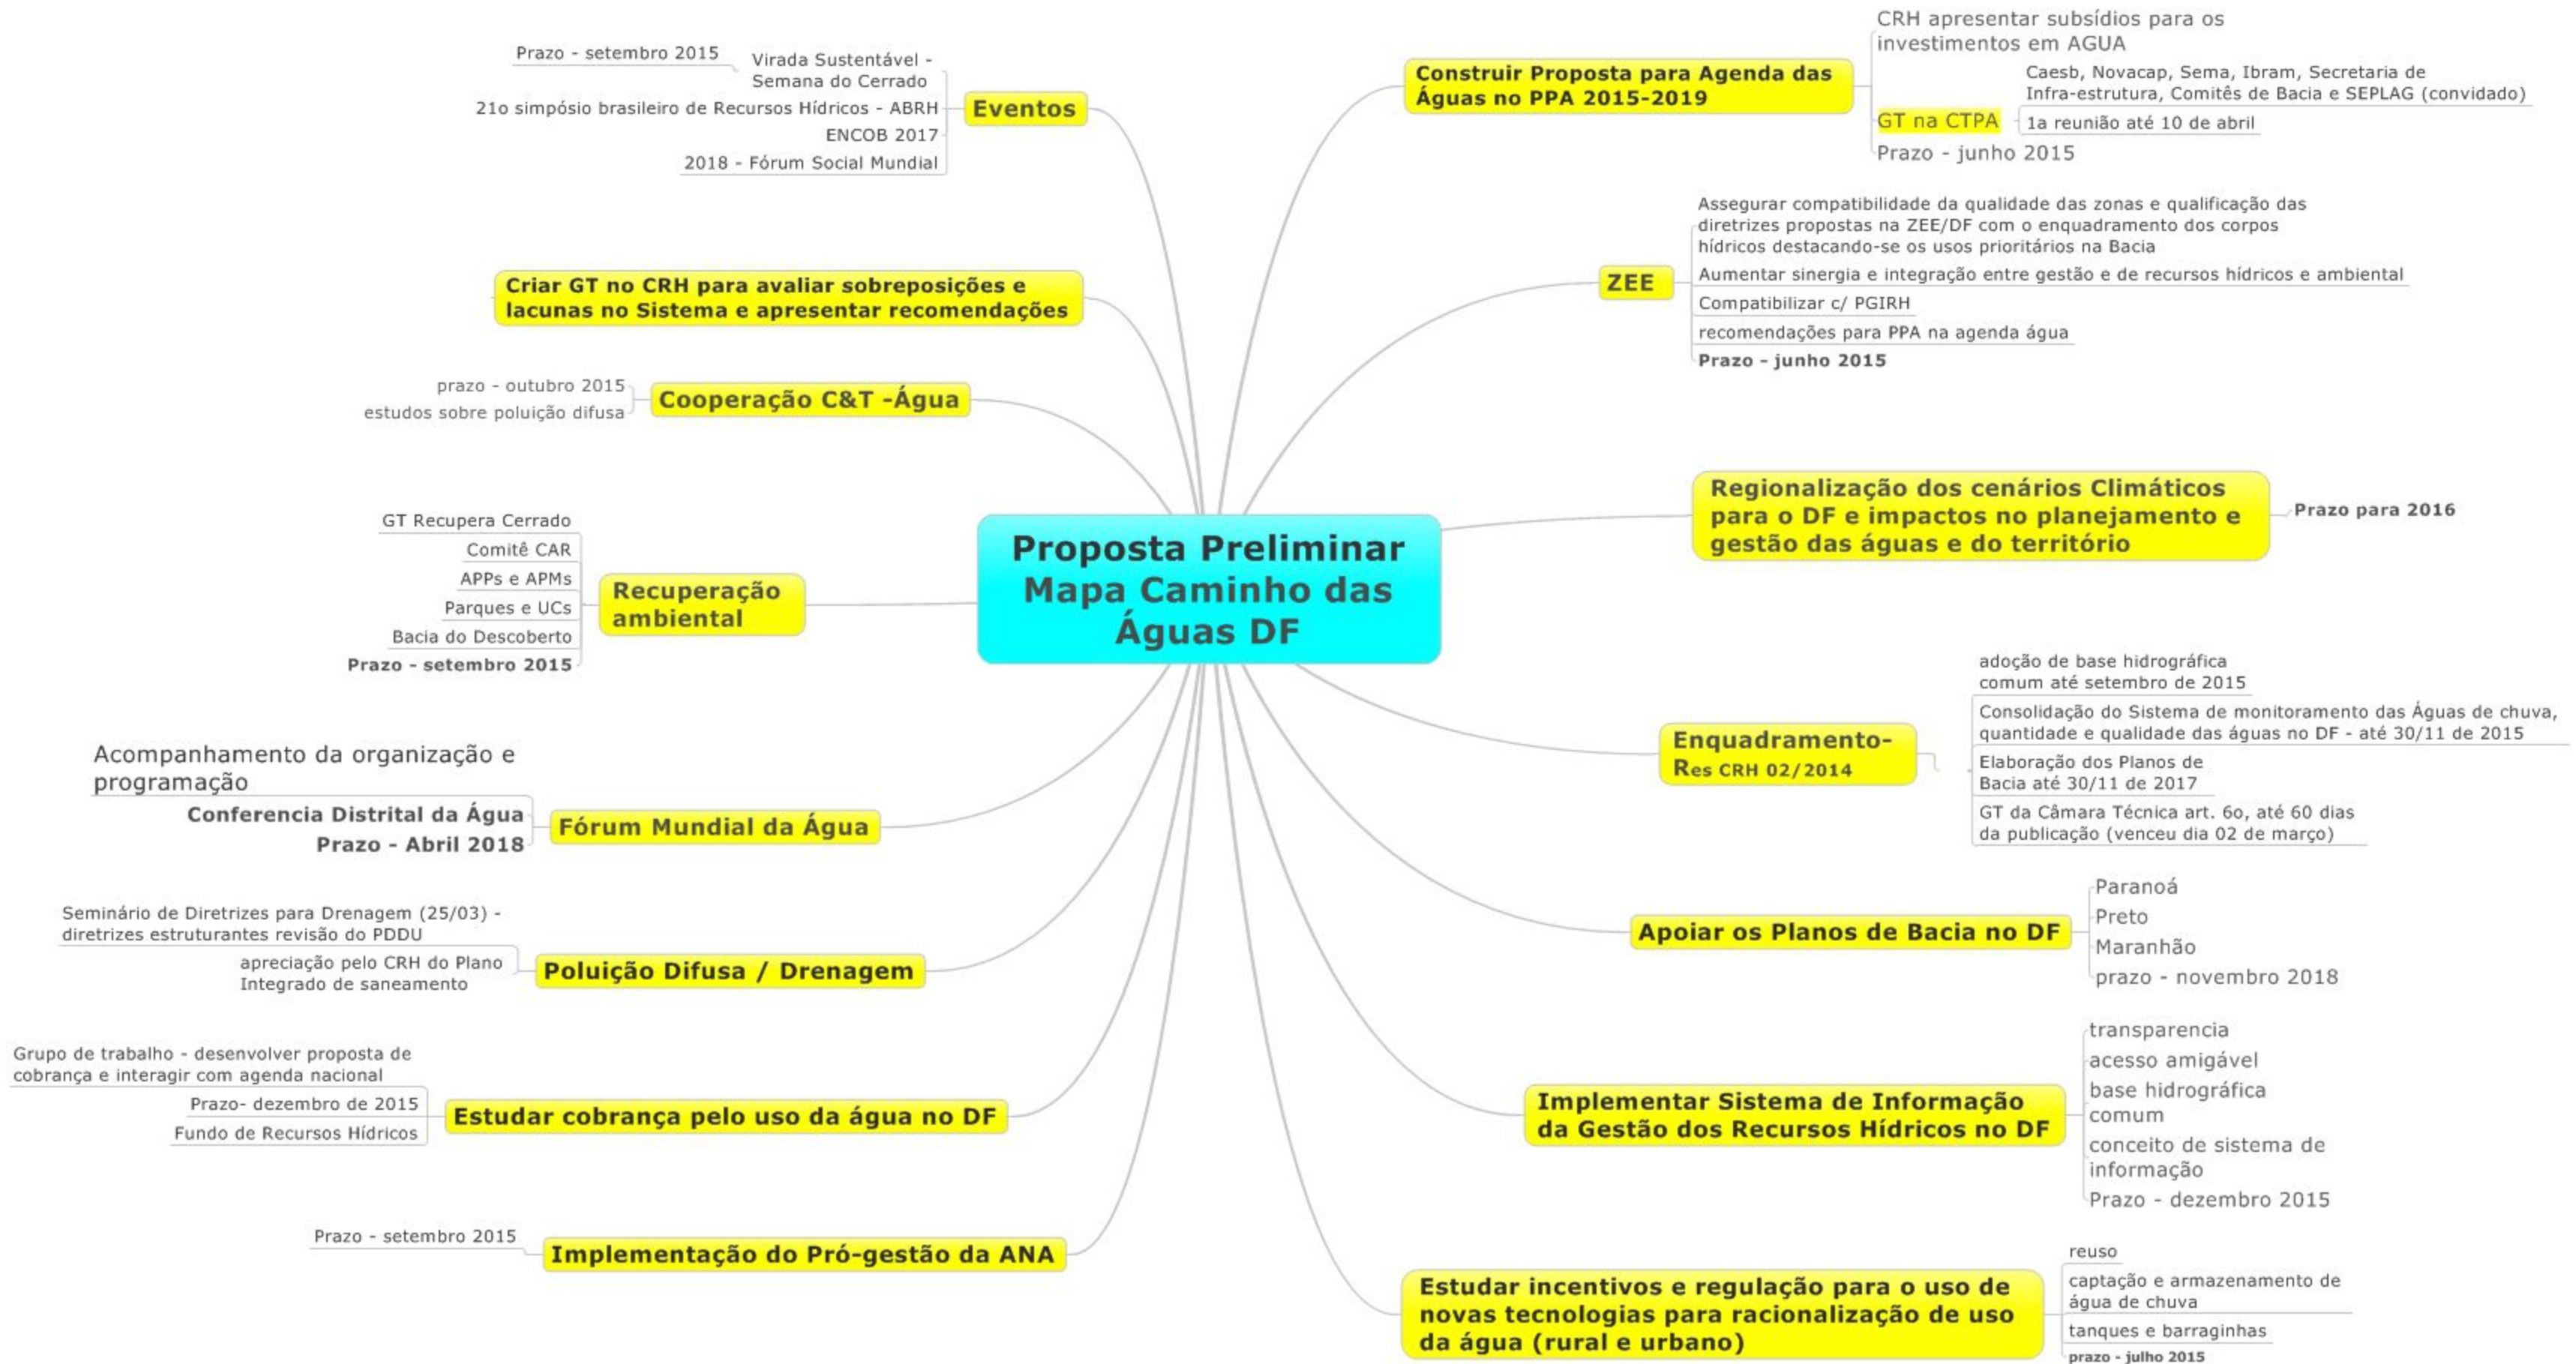 Proposta Preliminar
Mapa Caminho das
Águas DF
Construir Proposta para Agenda das
Águas no PPA 2015-2019
CRH apresentar subsídios para os
investimentos em AGUA
GT na CTPA
Caesb, Novacap, Sema, Ibram, Secretaria de
Infra-estrutura, Comitês de Bacia e SEPLAG (convidado)
1a reunião até 10 de abril
Prazo - junho 2015
ZEE
Assegurar compatibilidade da qualidade das zonas e qualificação das
diretrizes propostas na ZEE/DF com o enquadramento dos corpos
hídricos destacando-se os usos prioritários na Bacia
Aumentar sinergia e integração entre gestão e de recursos hídricos e ambiental
Compatibilizar c/ PGIRH
recomendações para PPA na agenda água
Prazo - junho 2015
Regionalização dos cenários Climáticos
para o DF e impactos no planejamento e
gestão das águas e do território
Prazo para 2016
Enquadramento-
Res CRH 02/2014
adoção de base hidrográfica
comum até setembro de 2015
Consolidação do Sistema de monitoramento das Águas de chuva,
quantidade e qualidade das águas no DF - até 30/11 de 2015
Elaboração dos Planos de
Bacia até 30/11 de 2017
GT da Câmara Técnica art. 6o, até 60 dias
da publicação (venceu dia 02 de março)
Apoiar os Planos de Bacia no DF
Paranoá
Preto
Maranhão
prazo - novembro 2018
Implementar Sistema de Informação
da Gestão dos Recursos Hídricos no DF
transparencia
acesso amigável
base hidrográfica
comum
conceito de sistema de
informação
Prazo - dezembro 2015
Estudar incentivos e regulação para o uso de
novas tecnologias para racionalização de uso
da água (rural e urbano)
reuso
captação e armazenamento de
água de chuva
tanques e barraginhas
prazo - julho 2015
Eventos
Virada Sustentável -
Semana do Cerrado
Prazo - setembro 2015
21o simpósio brasileiro de Recursos Hídricos - ABRH
ENCOB 2017
2018 - Fórum Social Mundial
Criar GT no CRH para avaliar sobreposições e
lacunas no Sistema e apresentar recomendações
Cooperação C&T -Água
prazo - outubro 2015
estudos sobre poluição difusa
Recuperação
ambiental
GT Recupera Cerrado
Comitê CAR
APPs e APMs
Parques e UCs
Bacia do Descoberto
Prazo - setembro 2015
Fórum Mundial da Água
Acompanhamento da organização e
programação
Conferencia Distrital da Água
Prazo - Abril 2018
Poluição Difusa / Drenagem
Seminário de Diretrizes para Drenagem (25/03) -
diretrizes estruturantes revisão do PDDU
apreciação pelo CRH do Plano
Integrado de saneamento
Estudar cobrança pelo uso da água no DF
Grupo de trabalho - desenvolver proposta de
cobrança e interagir com agenda nacional
Prazo- dezembro de 2015
Fundo de Recursos Hídricos
Implementação do Pró-gestão da ANA
Prazo - setembro 2015